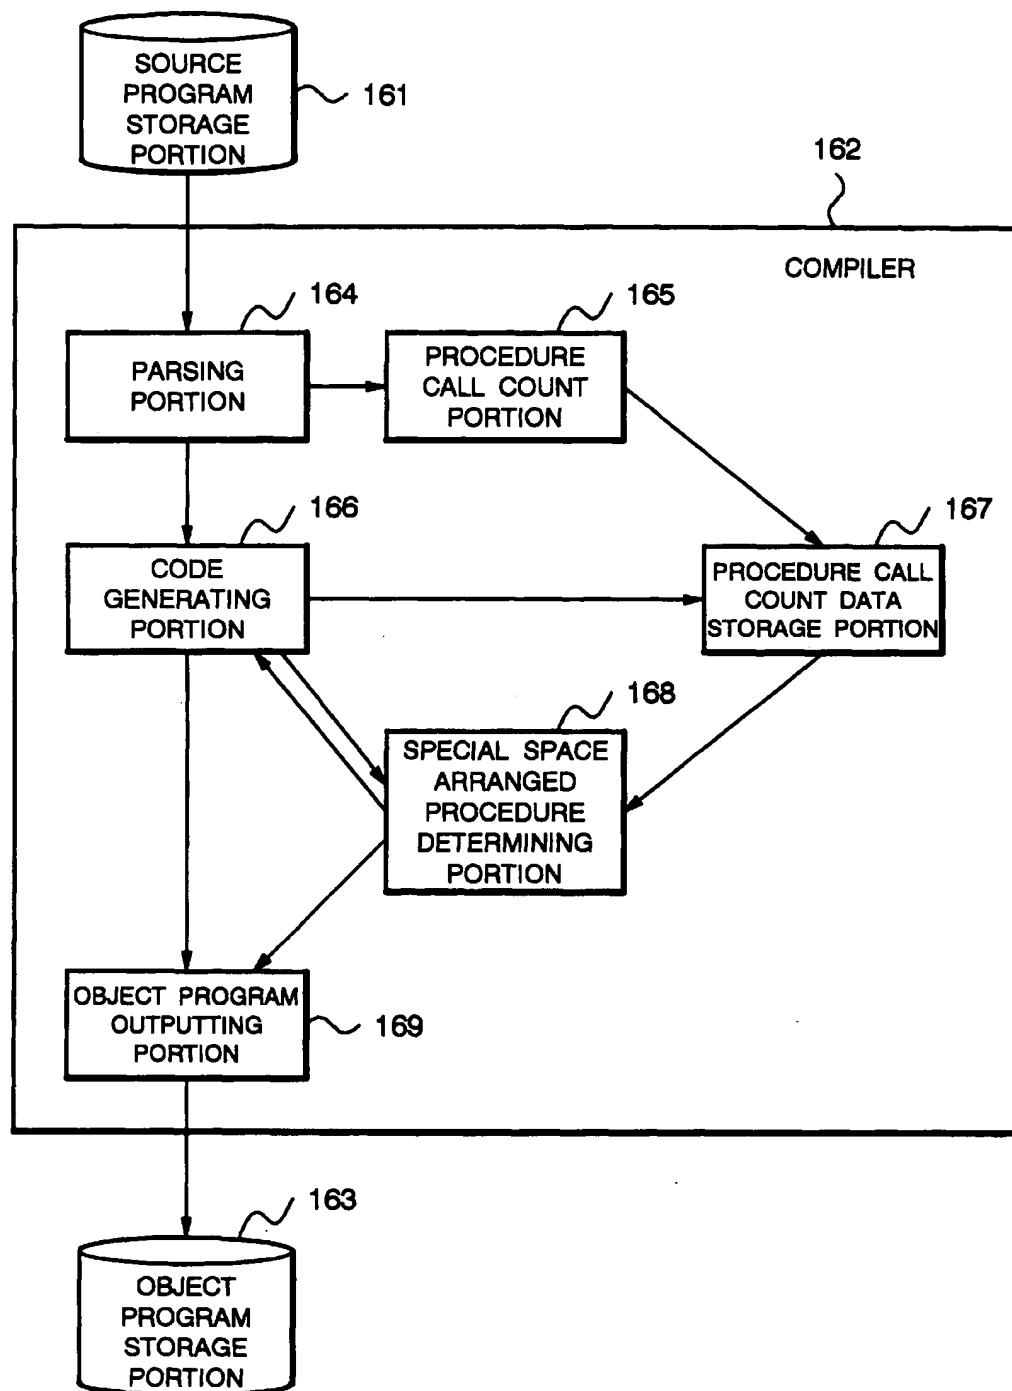 SOURCE
PROGRAM
STORAGE
PORTION
161
162
COMPILER
164
165
PARSING
PORTION
PROCEDURE
CALL COUNT
PORTION
166
167
CODE
GENERATING
PORTION
PROCEDURE CALL
COUNT DATA
STORAGE PORTION
168
SPECIAL SPACE
ARRANGED
PROCEDURE
DETERMINING
PORTION
OBJECT PROGRAM
OUTPUTTING
PORTION
169
163
OBJECT
PROGRAM
STORAGE
PORTION